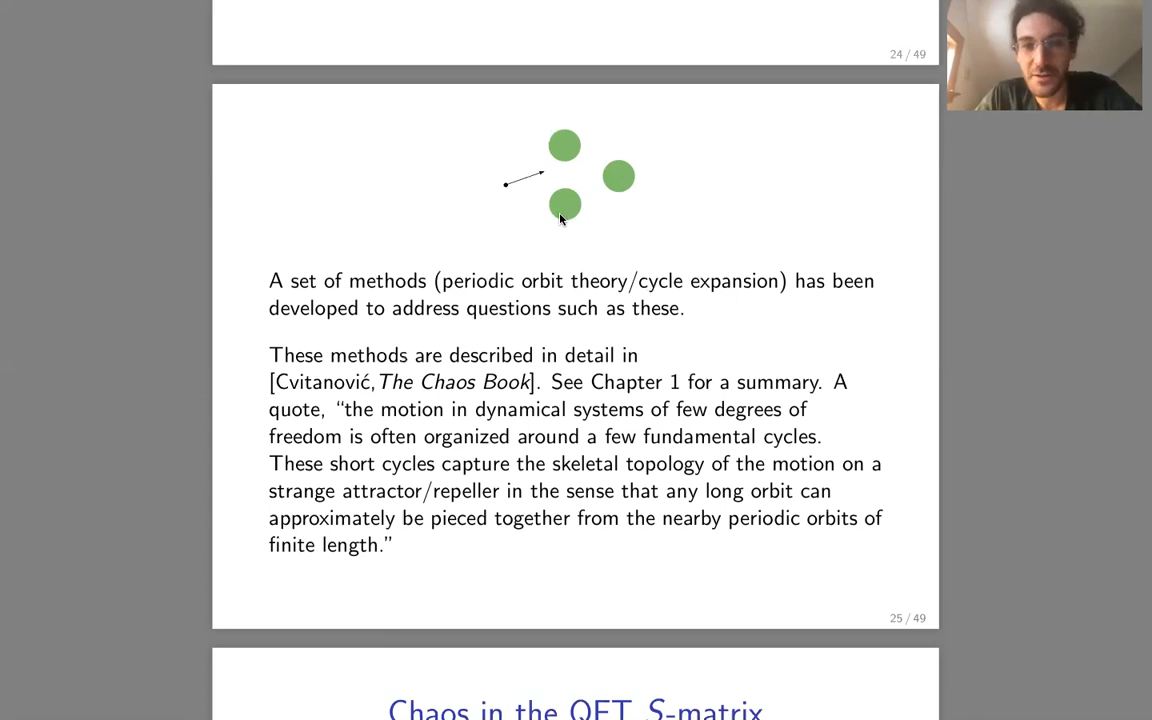 24 / 49
A set of methods (periodic orbit theory/cycle expansion) has been
developed to address questions such as these.
These methods are described in detail in
[Cvitanović, The Chaos Book]. See Chapter 1 for a summary. A
quote, “the motion in dynamical systems of few degrees of
freedom is often organized around a few fundamental cycles.
These short cycles capture the skeletal topology of the motion on a
strange attractor/repeller in the sense that any long orbit can
approximately be pieced together from the nearby periodic orbits of
finite length.”
25 / 49
Chaos in the QFT S-matrix